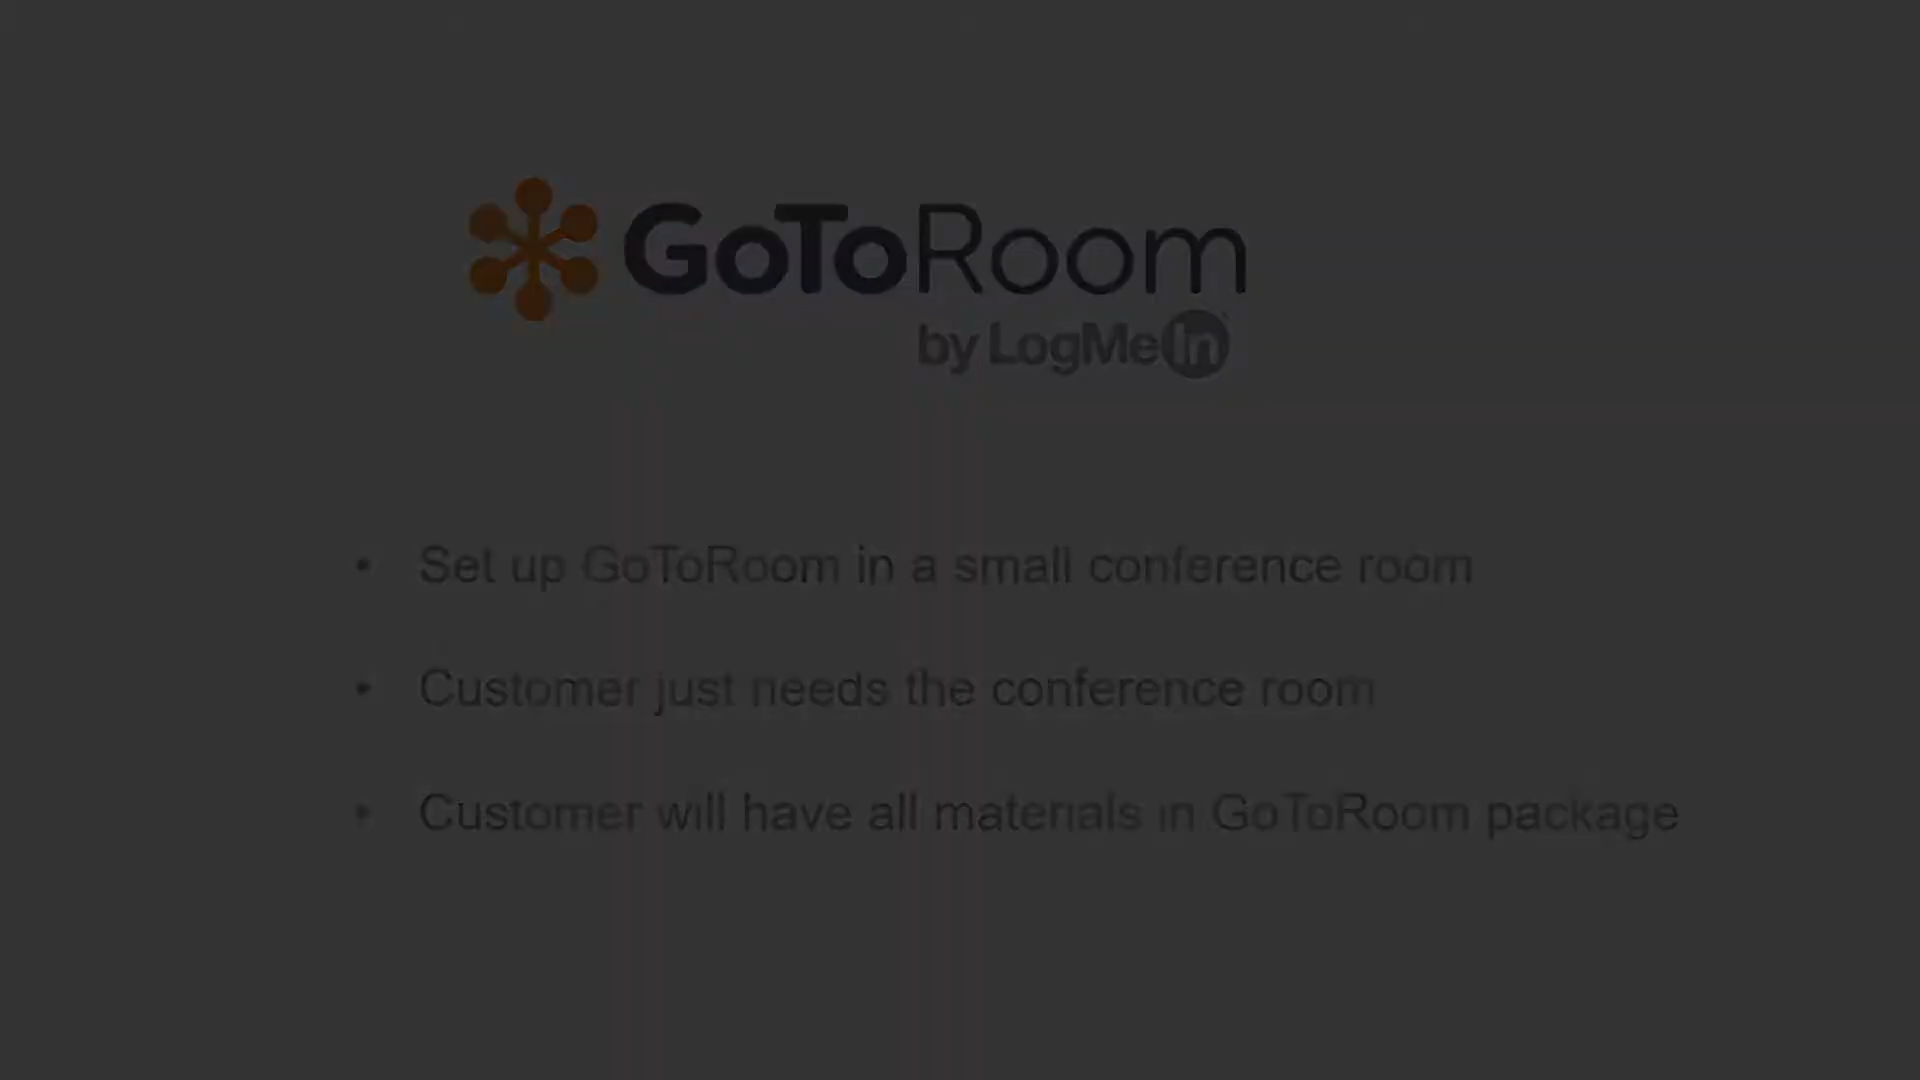 GoToRoom
by LogMeIn
• Set up GoToRoom in a small conference room
• Customer just needs the conference room
• Customer will have all materials in GoToRoom package